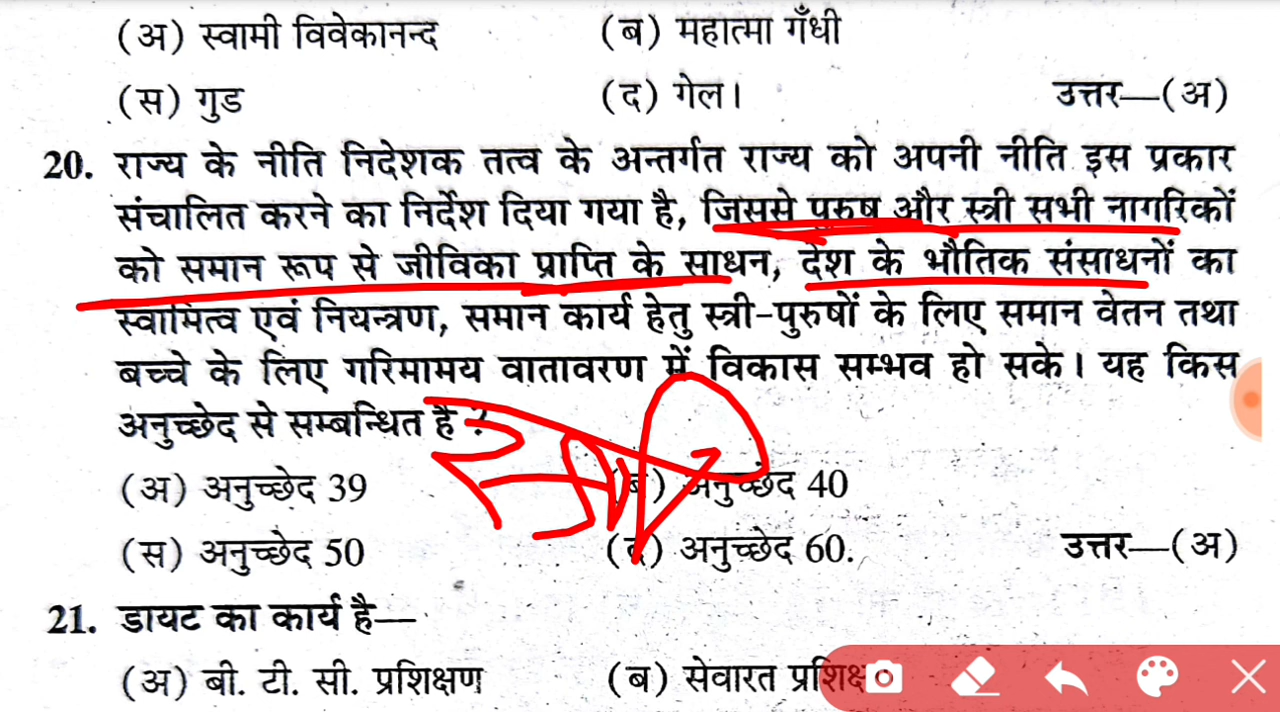 (अ) स्वामी विवेकानन्द (ब) महात्मा गाँधी
(स) गुड (द) गेल। उत्तर—(अ)
20. राज्य के नीति निदेशक तत्व के अन्तर्गत राज्य को अपनी नीति इस प्रकार
संचालित करने का निर्देश दिया गया है, जिससे पुरुष और स्त्री सभी नागरिकों
को समान रूप से जीविका प्राप्ति के साधन, देश के भौतिक संसाधनों का
स्वामित्व एवं नियन्त्रण, समान कार्य हेतु स्त्री-पुरुषों के लिए समान वेतन तथा
बच्चे के लिए गरिमामय वातावरण में विकास सम्भव हो सके। यह किस
अनुच्छेद से सम्बन्धित है ?
(अ) अनुच्छेद 39 (ब) अनुच्छेद 40
(स) अनुच्छेद 50 (द) अनुच्छेद 60. उत्तर—(अ)
21. डायट का कार्य है—
(अ) बी. टी. सी. प्रशिक्षण (ब) सेवारत